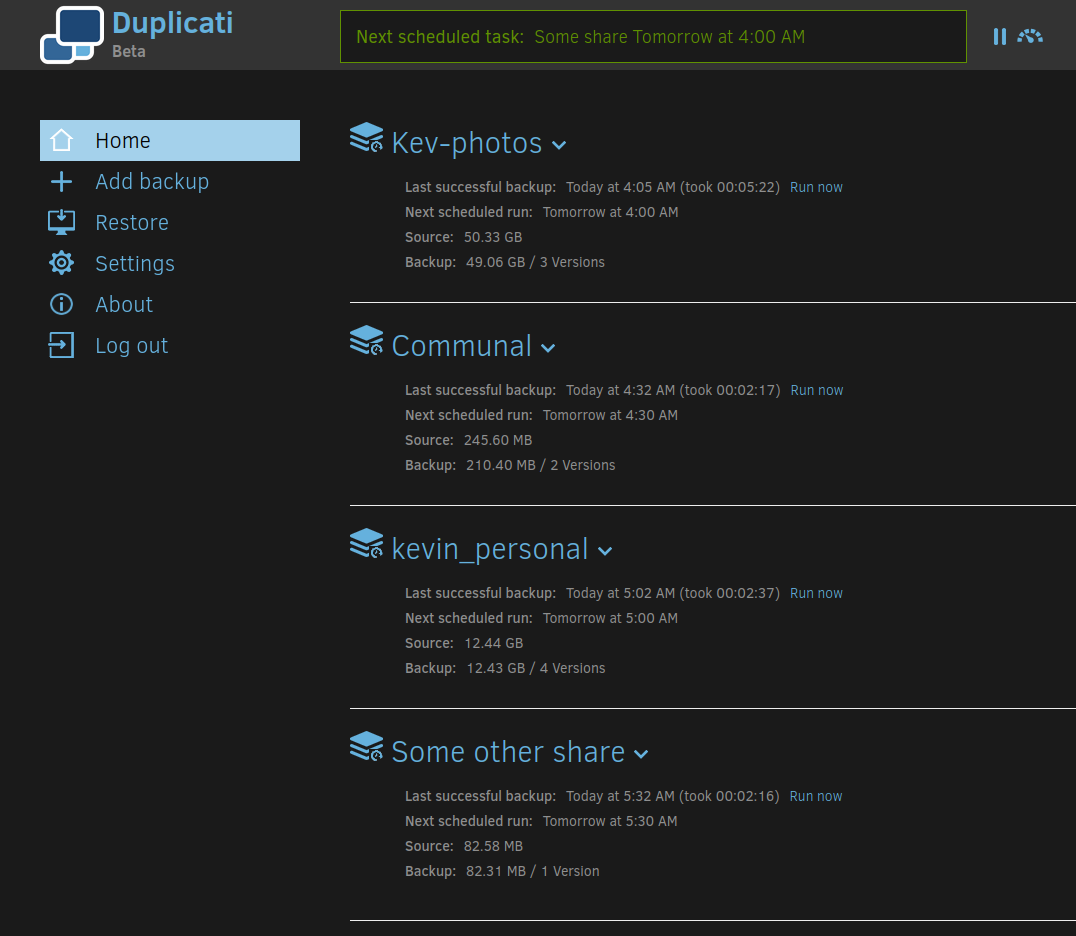 Duplicati
Beta
Next scheduled task: Some share Tomorrow at 4:00 AM
Home
Add backup
Restore
Settings
About
Log out
Kev-photos
Last successful backup: Today at 4:05 AM (took 00:05:22) Run now
Next scheduled run: Tomorrow at 4:00 AM
Source: 50.33 GB
Backup: 49.06 GB / 3 Versions
Communal
Last successful backup: Today at 4:32 AM (took 00:02:17) Run now
Next scheduled run: Tomorrow at 4:30 AM
Source: 245.60 MB
Backup: 210.40 MB / 2 Versions
kevin_personal
Last successful backup: Today at 5:02 AM (took 00:02:37) Run now
Next scheduled run: Tomorrow at 5:00 AM
Source: 12.44 GB
Backup: 12.43 GB / 4 Versions
Some other share
Last successful backup: Today at 5:32 AM (took 00:02:16) Run now
Next scheduled run: Tomorrow at 5:30 AM
Source: 82.58 MB
Backup: 82.31 MB / 1 Version